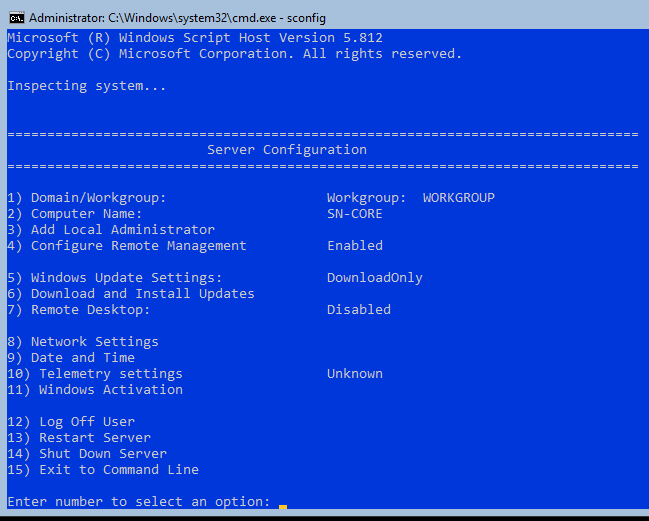 Administrator: C:\Windows\system32\cmd.exe - sconfig
Microsoft (R) Windows Script Host Version 5.812
Copyright (C) Microsoft Corporation. All rights reserved.
Inspecting system...
===============================================================================
Server Configuration
===============================================================================
1) Domain/Workgroup: Workgroup: WORKGROUP
2) Computer Name: SN-CORE
3) Add Local Administrator
4) Configure Remote Management Enabled
5) Windows Update Settings: DownloadOnly
6) Download and Install Updates
7) Remote Desktop: Disabled
8) Network Settings
9) Date and Time
10) Telemetry settings Unknown
11) Windows Activation
12) Log Off User
13) Restart Server
14) Shut Down Server
15) Exit to Command Line
Enter number to select an option: